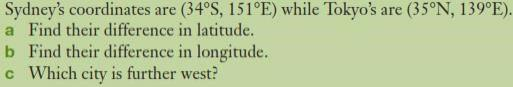 Sydney's coordinates are (34°S, 151°E) while Tokyo's are (35°N, 139°E).
a Find their difference in latitude.
b Find their difference in longitude.
c Which city is further west?